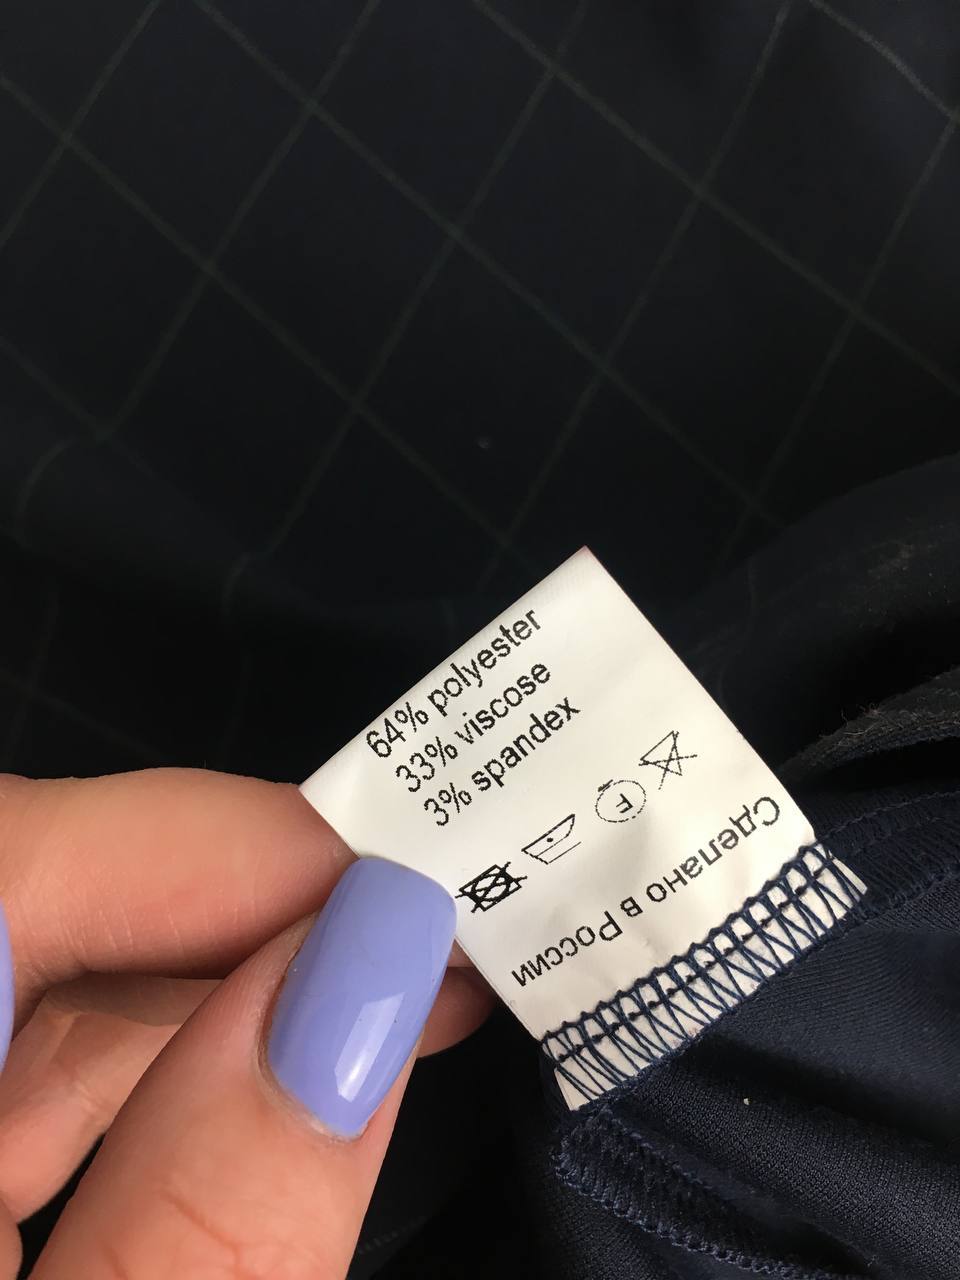 64% polyester
33% viscose
3% spandex
F
Сделано в России